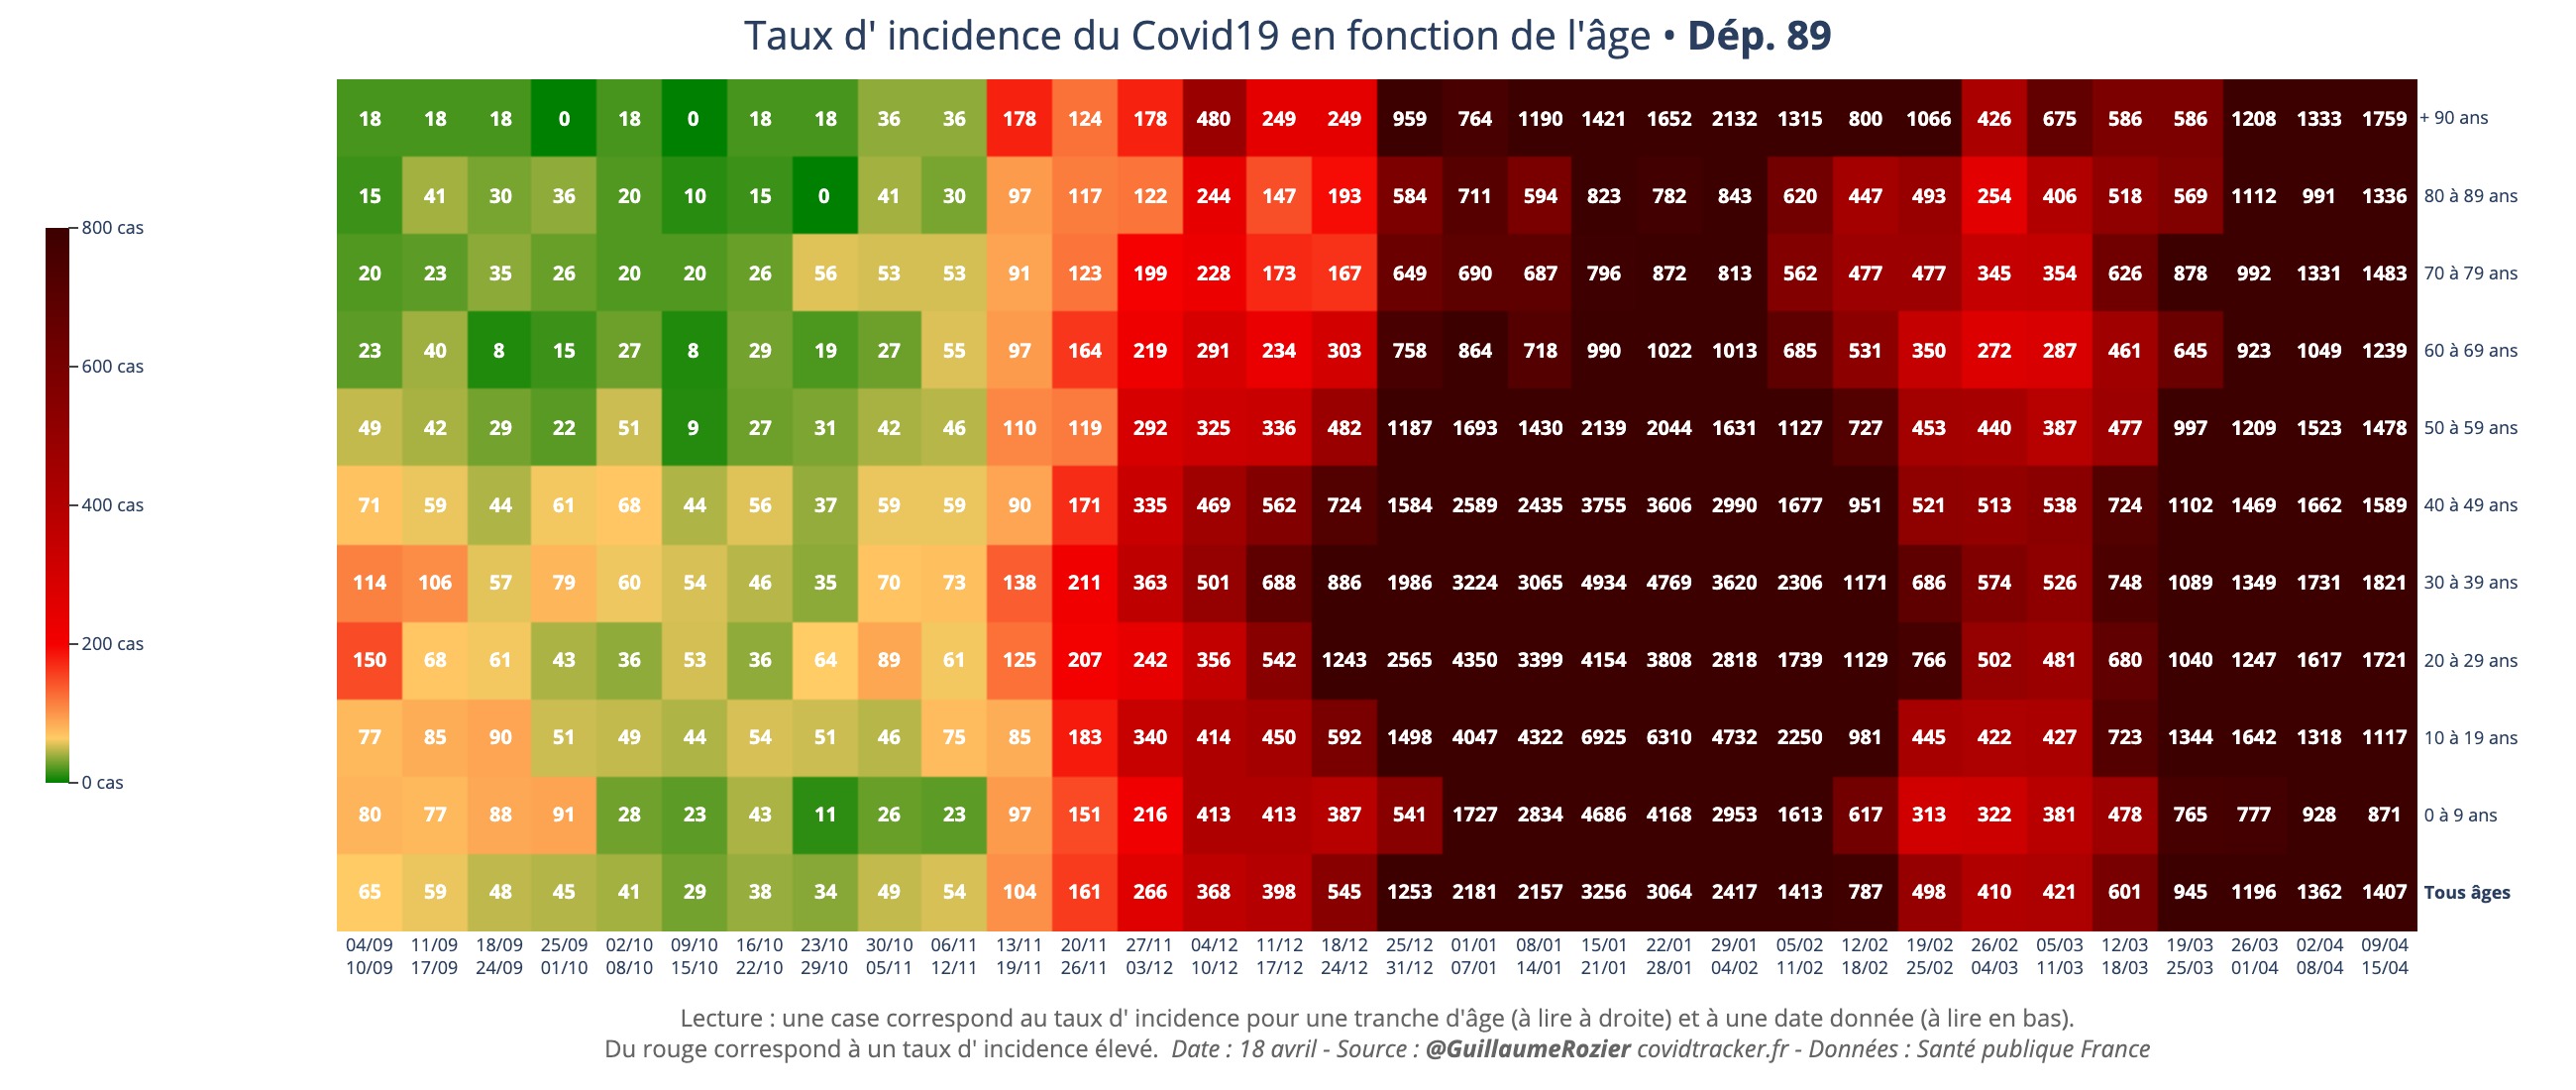 Taux d' incidence du Covid19 en fonction de l'âge • Dép. 89
800 cas
600 cas
400 cas
200 cas
0 cas
18 18 18 0 18 0 18 18 36 36 178 124 178 480 249 249 959 764 1190 1421 1652 2132 1315 800 1066 426 675 586 586 1208 1333 1759 + 90 ans
15 41 30 36 20 10 15 0 41 30 97 117 122 244 147 193 584 711 594 823 782 843 620 447 493 254 406 518 569 1112 991 1336 80 à 89 ans
20 23 35 26 20 20 26 56 53 53 91 123 199 228 173 167 649 690 687 796 872 813 562 477 477 345 354 626 878 992 1331 1483 70 à 79 ans
23 40 8 15 27 8 29 19 27 55 97 164 219 291 234 303 758 864 718 990 1022 1013 685 531 350 272 287 461 645 923 1049 1239 60 à 69 ans
49 42 29 22 51 9 27 31 42 46 110 119 292 325 336 482 1187 1693 1430 2139 2044 1631 1127 727 453 440 387 477 997 1209 1523 1478 50 à 59 ans
71 59 44 61 68 44 56 37 59 59 90 171 335 469 562 724 1584 2589 2435 3755 3606 2990 1677 951 521 513 538 724 1102 1469 1662 1589 40 à 49 ans
114 106 57 79 60 54 46 35 70 73 138 211 363 501 688 886 1986 3224 3065 4934 4769 3620 2306 1171 686 574 526 748 1089 1349 1731 1821 30 à 39 ans
150 68 61 43 36 53 36 64 89 61 125 207 242 356 542 1243 2565 4350 3399 4154 3808 2818 1739 1129 766 502 481 680 1040 1247 1617 1721 20 à 29 ans
77 85 90 51 49 44 54 51 46 75 85 183 340 414 450 592 1498 4047 4322 6925 6310 4732 2250 981 445 422 427 723 1344 1642 1318 1117 10 à 19 ans
80 77 88 91 28 23 43 11 26 23 97 151 216 413 413 387 541 1727 2834 4686 4168 2953 1613 617 313 322 381 478 765 777 928 871 0 à 9 ans
65 59 48 45 41 29 38 34 49 54 104 161 266 368 398 545 1253 2181 2157 3256 3064 2417 1413 787 498 410 421 601 945 1196 1362 1407 Tous âges
04/09 11/09 18/09 25/09 02/10 09/10 16/10 23/10 30/10 06/11 13/11 20/11 27/11 04/12 11/12 18/12 25/12 01/01 08/01 15/01 22/01 29/01 05/02 12/02 19/02 26/02 05/03 12/03 19/03 26/03 02/04 09/04
10/09 17/09 24/09 01/10 08/10 15/10 22/10 29/10 05/11 12/11 19/11 26/11 03/12 10/12 17/12 24/12 31/12 07/01 14/01 21/01 28/01 04/02 11/02 18/02 25/02 04/03 11/03 18/03 25/03 01/04 08/04 15/04
Lecture : une case correspond au taux d' incidence pour une tranche d'âge (à lire à droite) et à une date donnée (à lire en bas).
Du rouge correspond à un taux d' incidence élevé. Date : 18 avril - Source : @GuillaumeRozier covidtracker.fr - Données : Santé publique France